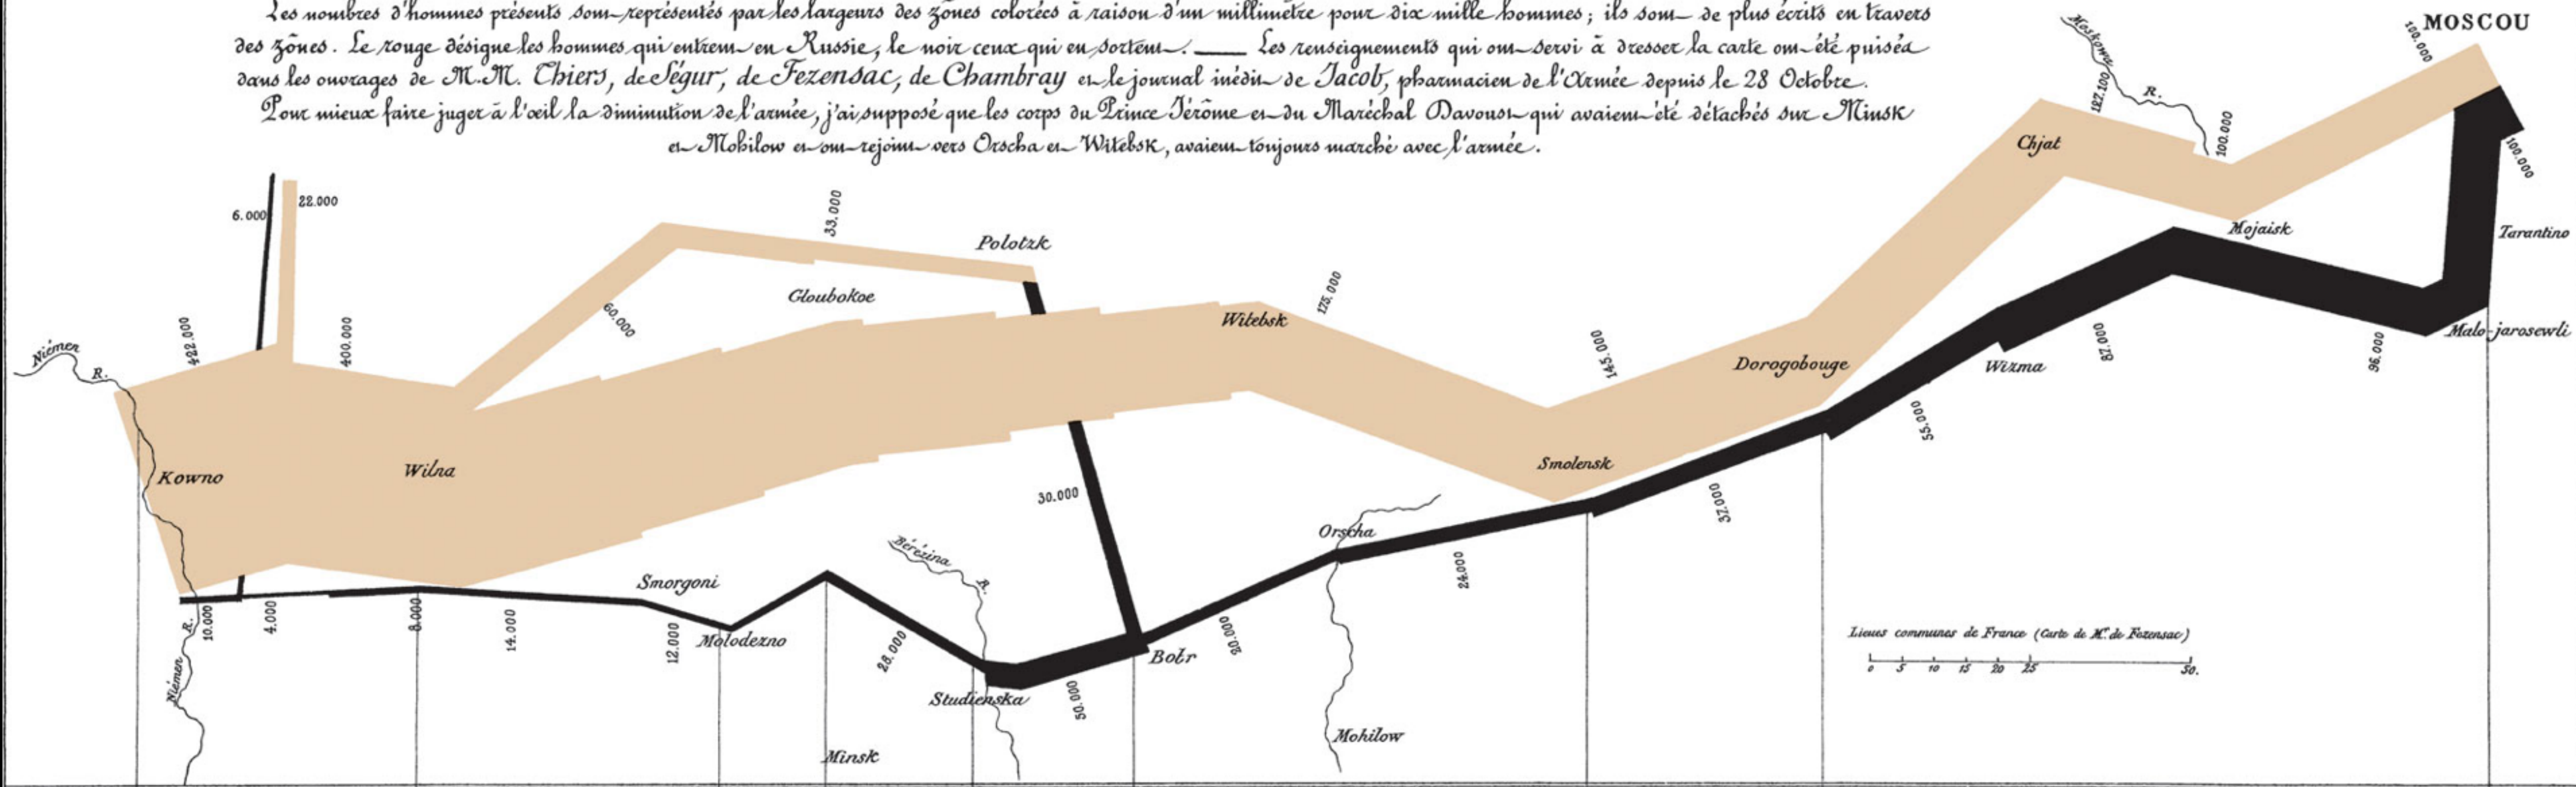 Les nombres d'hommes présents sont représentés par les largeurs des zônes colorées à raison d'un millimètre pour dix mille hommes; ils sont de plus écrits en travers
des zônes. Le rouge désigne les hommes qui entrent en Russie, le noir ceux qui en sortent. — Les renseignements qui ont servi à dresser la carte ont été puisés
dans les ouvrages de M.M. Thiers, de Ségur, de Fezensac, de Chambray et le journal inédit de Jacob, pharmacien de l'Armée depuis le 28 Octobre.
Pour mieux faire juger à l'œil la diminution de l'armée, j'ai supposé que les corps du Prince Jérôme et du Maréchal Davoust qui avaient été détachés sur Minsk
et Mohilow et ont rejoint vers Orscha et Witebsk, avaient toujours marché avec l'armée.
MOSCOU
100.000
Moskowa R.
127.100
100.000
Chjat
100.000
Mojaisk
Tarantino
Malo-jarosewli
6.000
22.000
33.000
Polotzk
Gloubokoe
60.000
422.000
400.000
Niémen R.
Kowno
Wilna
Witebsk
175.000
145.000
Smolensk
Dorogobouge
Wizma
87.000
96.000
55.000
37.000
24.000
30.000
Orscha
Bérézina R.
Smorgoni
10.000
4.000
8.000
14.000
12.000
Molodezno
28.000
Studienska
50.000
Bobr
20.000
Niémen R.
Minsk
Mohilow
Lieues communes de France (Carte de Mr. de Fezensac)
0 5 10 15 20 25 50.